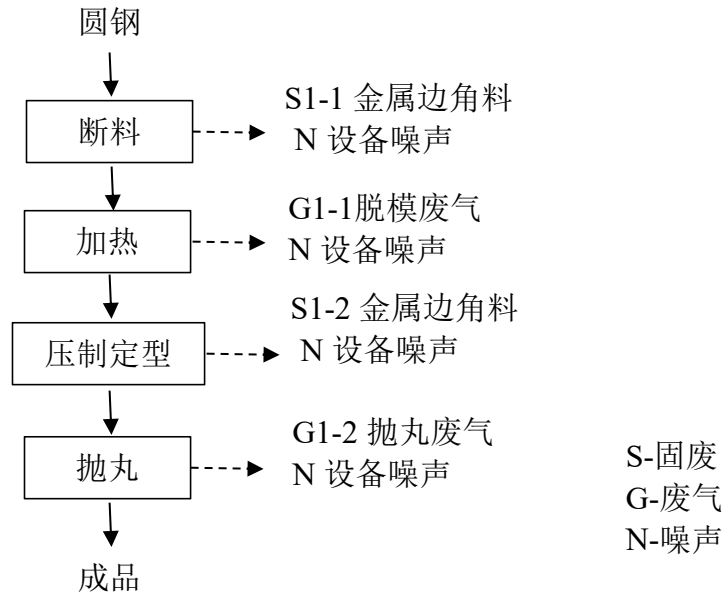 圆钢
断料
S1-1 金属边角料
N 设备噪声
加热
G1-1脱模废气
N 设备噪声
压制定型
S1-2 金属边角料
N 设备噪声
抛丸
G1-2 抛丸废气
N 设备噪声
成品
S-固废
G-废气
N-噪声